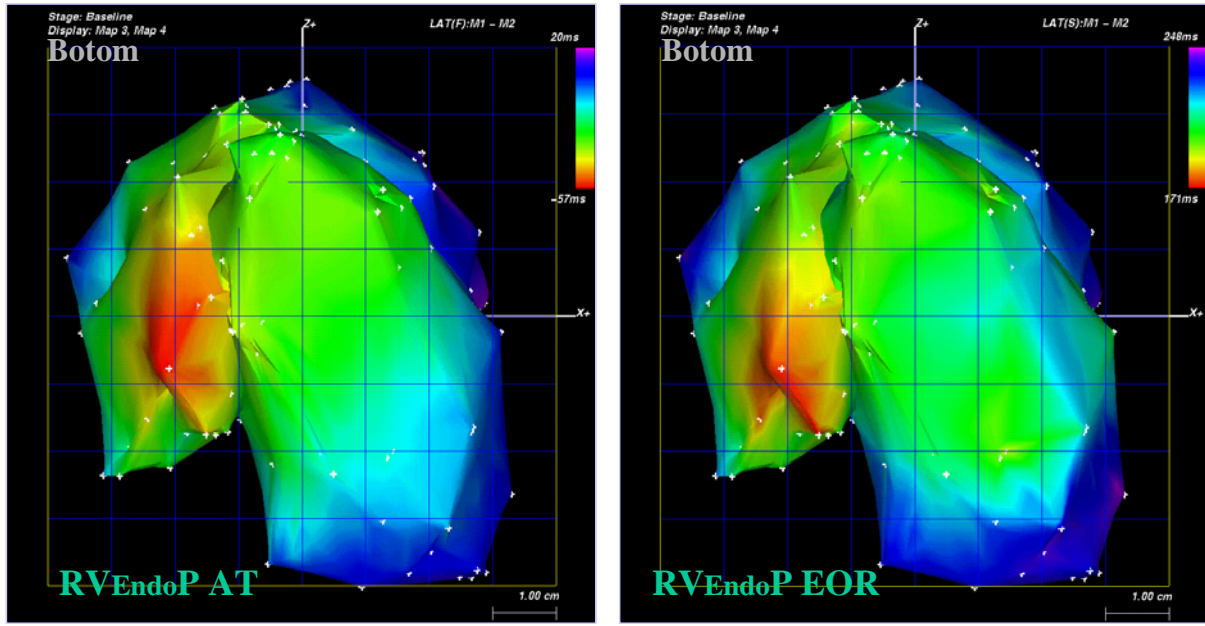 Stage: Baseline
Display: Map 3, Map 4
Botom
Z+
LAT(F):M1 – M2
20ms
–57ms
X+
RVEndoP AT
1.00 cm
Stage: Baseline
Display: Map 3, Map 4
Botom
Z+
LAT(S):M1 – M2
248ms
171ms
X+
RVEndoP EOR
1.00 cm